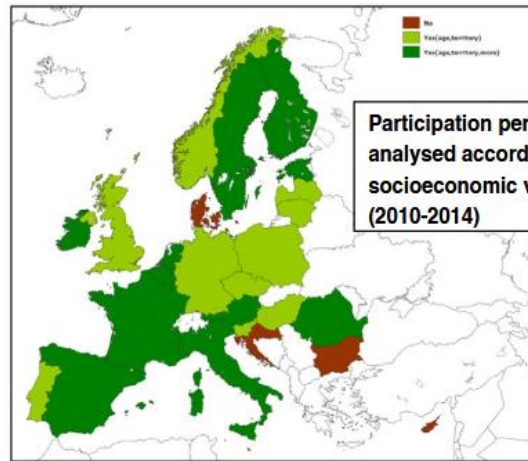 No
Yes(age,territory)
Yes(age,territory,more)
Participation per
analysed accord
socioeconomic v
(2010-2014)